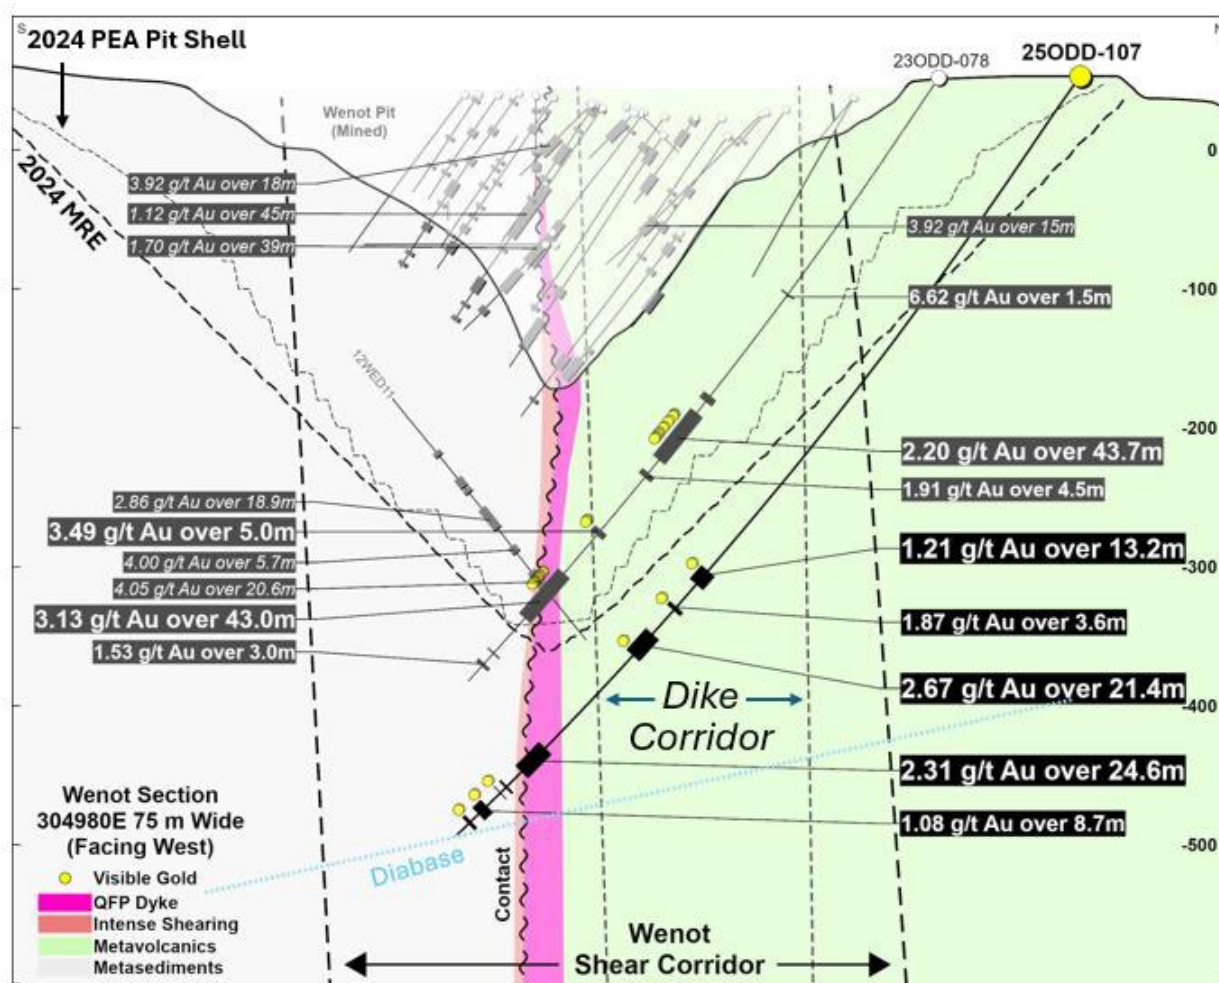 S
2024 PEA Pit Shell
23ODD-078
25ODD-107
Wenot Pit
(Mined)
0
2024 MRE
3.92 g/t Au over 18m
1.12 g/t Au over 45m
1.70 g/t Au over 39m
3.92 g/t Au over 15m
-100
6.62 g/t Au over 1.5m
12WED11
-200
2.20 g/t Au over 43.7m
1.91 g/t Au over 4.5m
2.86 g/t Au over 18.9m
3.49 g/t Au over 5.0m
4.00 g/t Au over 5.7m
4.05 g/t Au over 20.6m
3.13 g/t Au over 43.0m
1.53 g/t Au over 3.0m
1.21 g/t Au over 13.2m
-300
1.87 g/t Au over 3.6m
2.67 g/t Au over 21.4m
-400
Dike
Corridor
2.31 g/t Au over 24.6m
1.08 g/t Au over 8.7m
-500
Diabase
Contact
Wenot Section
304980E 75 m Wide
(Facing West)
Visible Gold
QFP Dyke
Intense Shearing
Metavolcanics
Metasediments
Wenot
Shear Corridor